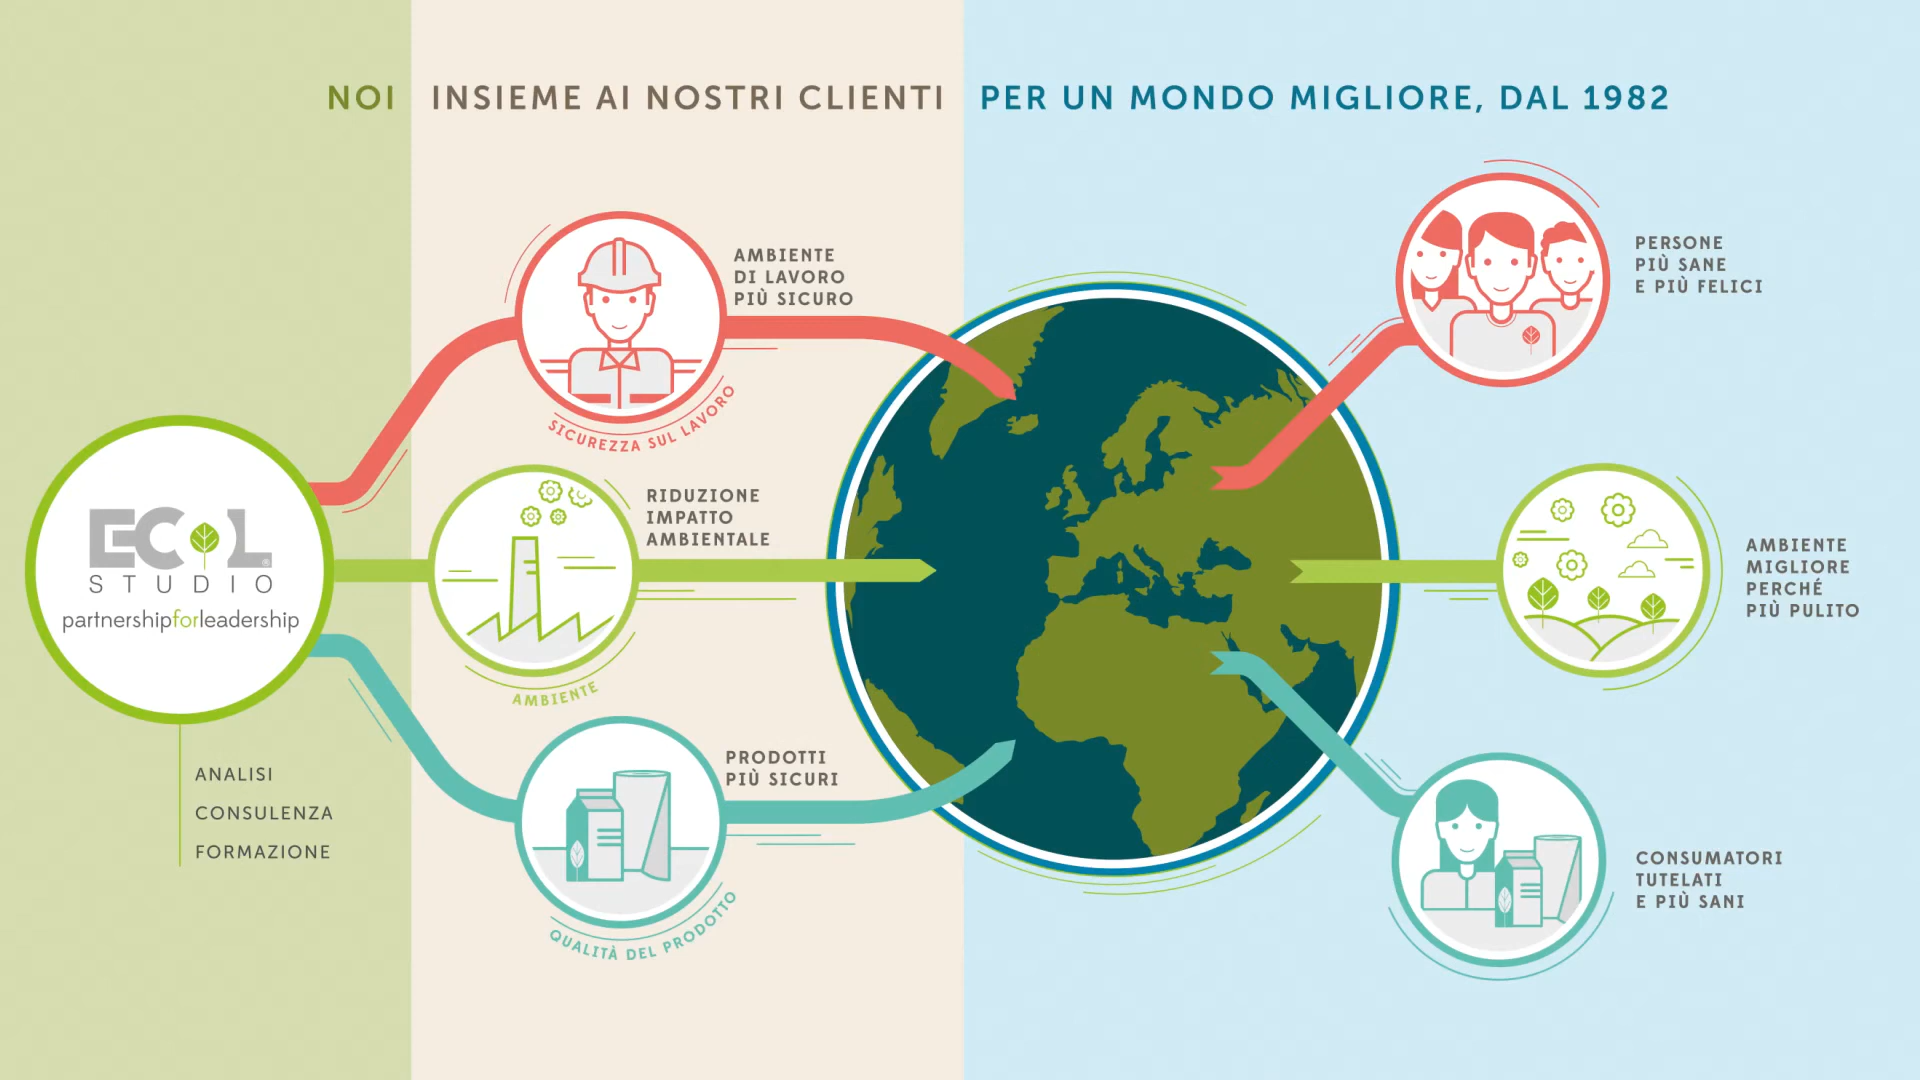 NOI INSIEME AI NOSTRI CLIENTI PER UN MONDO MIGLIORE, DAL 1982
ECOL®
STUDIO
partnershipforleadership
ANALISI
CONSULENZA
FORMAZIONE
AMBIENTE
DI LAVORO
PIÙ SICURO
SICUREZZA SUL LAVORO
RIDUZIONE
IMPATTO
AMBIENTALE
AMBIENTE
PRODOTTI
PIÙ SICURI
QUALITÀ DEL PRODOTTO
PERSONE
PIÙ SANE
E PIÙ FELICI
AMBIENTE
MIGLIORE
PERCHÉ
PIÙ PULITO
CONSUMATORI
TUTELATI
E PIÙ SANI